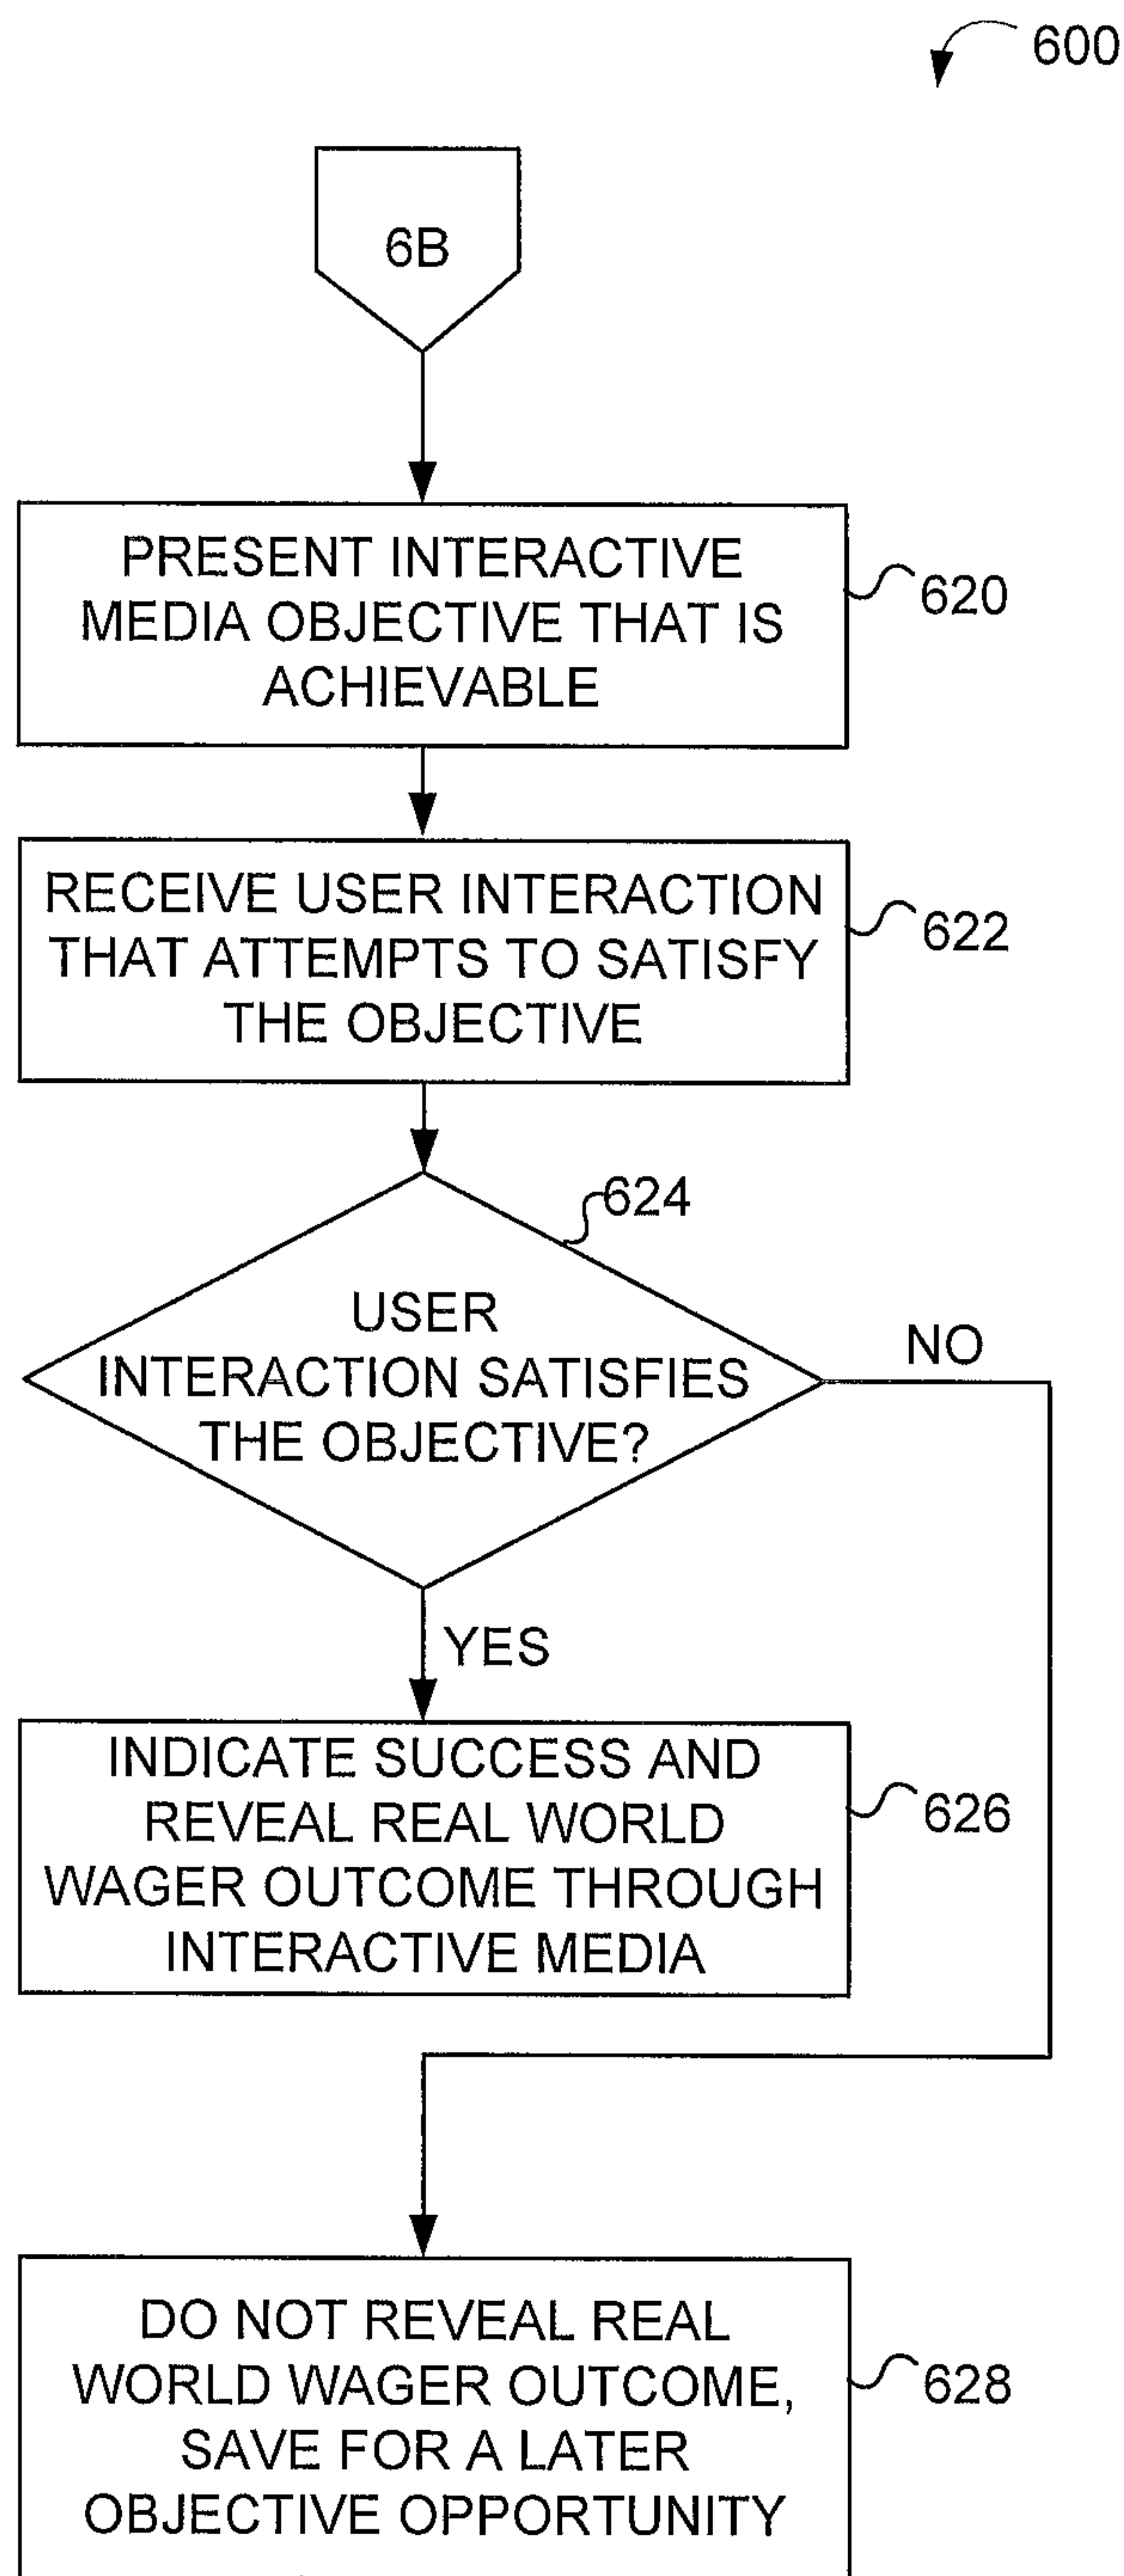 600
6B
PRESENT INTERACTIVE
MEDIA OBJECTIVE THAT IS
ACHIEVABLE
620
RECEIVE USER INTERACTION
THAT ATTEMPTS TO SATISFY
THE OBJECTIVE
622
624
USER
INTERACTION SATISFIES
THE OBJECTIVE?
NO
YES
INDICATE SUCCESS AND
REVEAL REAL WORLD
WAGER OUTCOME THROUGH
INTERACTIVE MEDIA
626
DO NOT REVEAL REAL
WORLD WAGER OUTCOME,
SAVE FOR A LATER
OBJECTIVE OPPORTUNITY
628